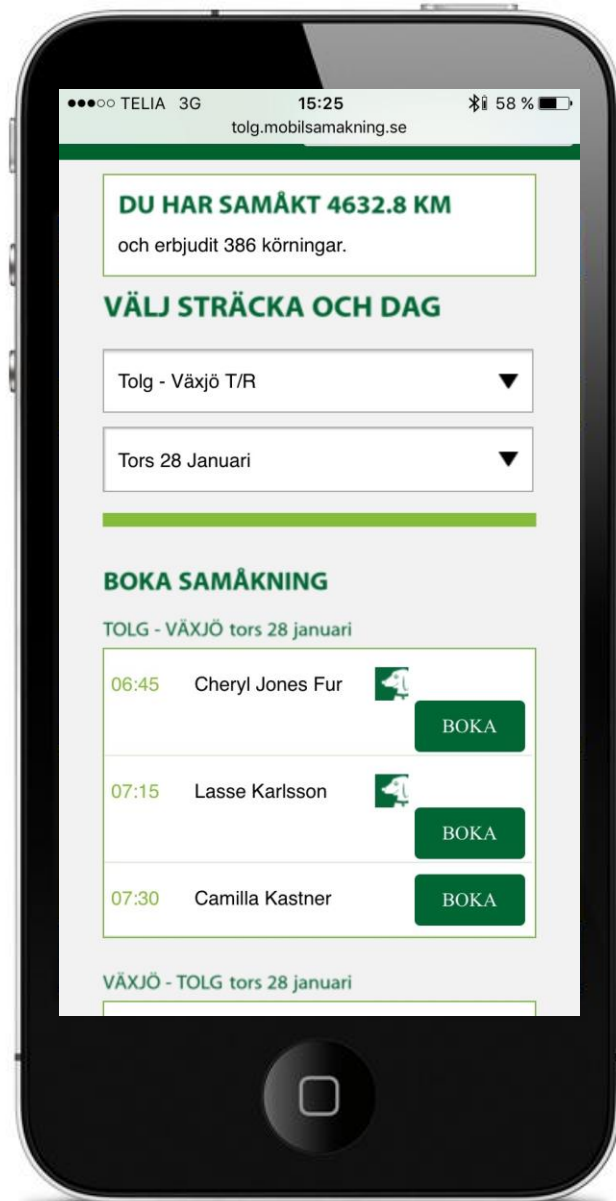 TELIA 3G 15:25 58 %
tolg.mobilsamakning.se
DU HAR SAMÅKT 4632.8 KM
och erbjudit 386 körningar.
VÄLJ STRÄCKA OCH DAG
Tolg - Växjö T/R
Tors 28 Januari
BOKA SAMÅKNING
TOLG - VÄXJÖ tors 28 januari
06:45 Cheryl Jones Fur
BOKA
07:15 Lasse Karlsson
BOKA
07:30 Camilla Kastner BOKA
VÄXJÖ - TOLG tors 28 januari